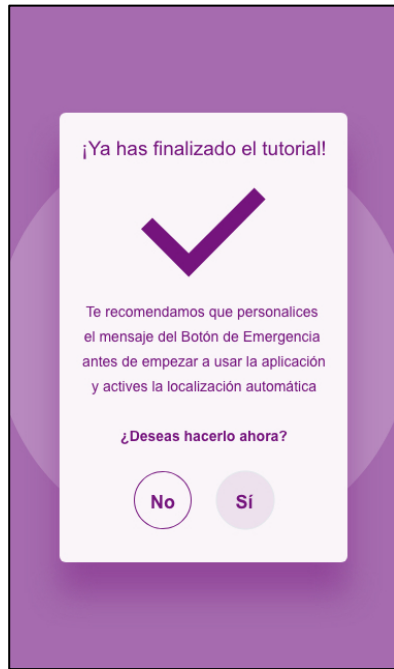 ¡Ya has finalizado el tutorial!
Te recomendamos que personalices
el mensaje del Botón de Emergencia
antes de empezar a usar la aplicación
y actives la localización automática
¿Deseas hacerlo ahora?
No Sí